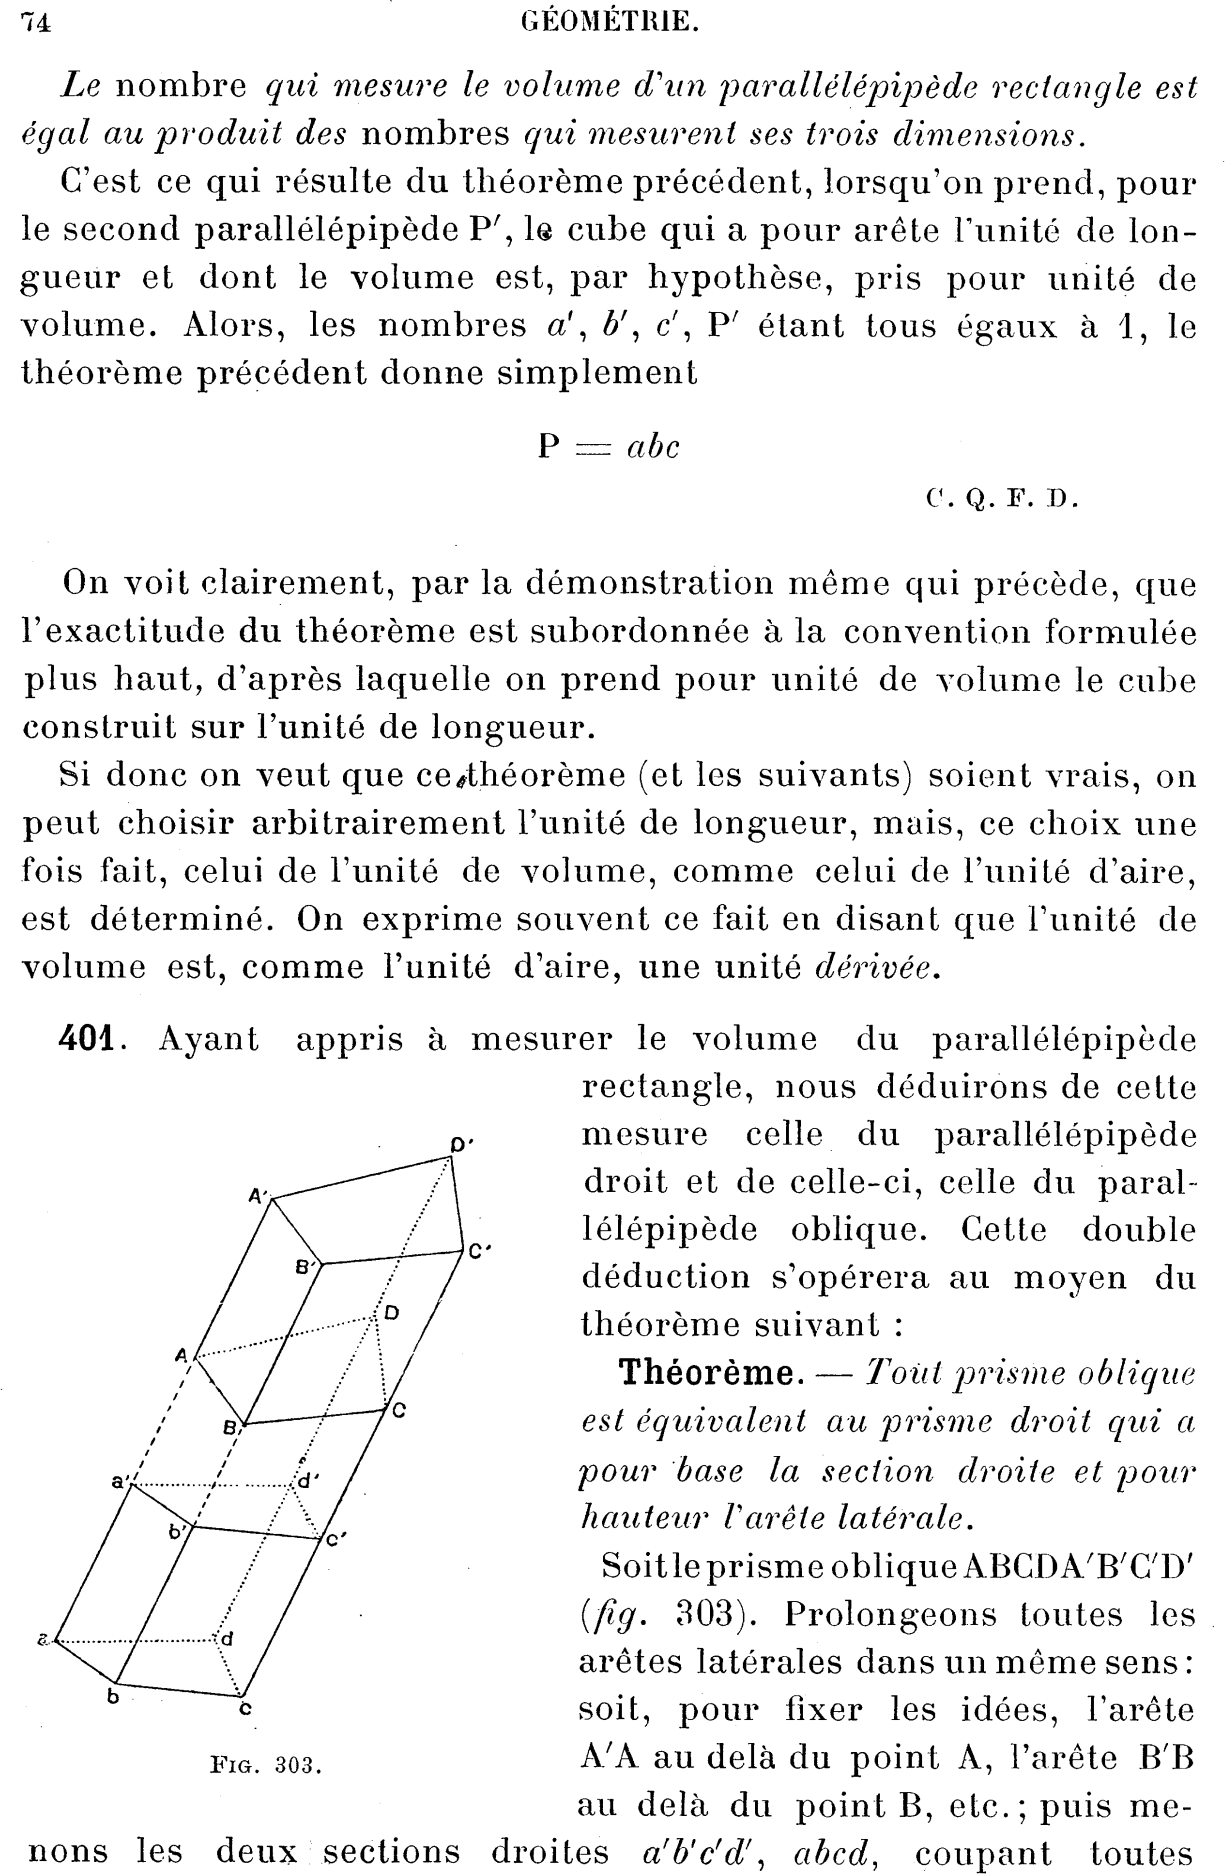 74
GÉOMÉTRIE.
Le nombre qui mesure le volume d'un parallélépipède rectangle est
égal au produit des nombres qui mesurent ses trois dimensions.
C'est ce qui résulte du théorème précédent, lorsqu'on prend, pour
le second parallélépipède P′, le cube qui a pour arête l'unité de lon-
gueur et dont le volume est, par hypothèse, pris pour unité de
volume. Alors, les nombres a′, b′, c′, P′ étant tous égaux à 1, le
théorème précédent donne simplement
P = abc
C. Q. F. D.
On voit clairement, par la démonstration même qui précède, que
l'exactitude du théorème est subordonnée à la convention formulée
plus haut, d'après laquelle on prend pour unité de volume le cube
construit sur l'unité de longueur.
Si donc on veut que ce théorème (et les suivants) soient vrais, on
peut choisir arbitrairement l'unité de longueur, mais, ce choix une
fois fait, celui de l'unité de volume, comme celui de l'unité d'aire,
est déterminé. On exprime souvent ce fait en disant que l'unité de
volume est, comme l'unité d'aire, une unité dérivée.
401. Ayant appris à mesurer le volume du parallélépipède
rectangle, nous déduirons de cette
mesure celle du parallélépipède
droit et de celle-ci, celle du paral-
lélépipède oblique. Cette double
déduction s'opérera au moyen du
théorème suivant :
Théorème. — Tout prisme oblique
est équivalent au prisme droit qui a
pour base la section droite et pour
hauteur l'arête latérale.
Soit le prisme oblique ABCDA′B′C′D′
(fig. 303). Prolongeons toutes les
arêtes latérales dans un même sens :
soit, pour fixer les idées, l'arête
A′A au delà du point A, l'arête B′B
au delà du point B, etc. ; puis me-
nons les deux sections droites a′b′c′d′, abcd, coupant toutes
D′
A′
B′
C′
D
A
B
C
a′
d′
b′
c′
a
d
b
c
FIG. 303.